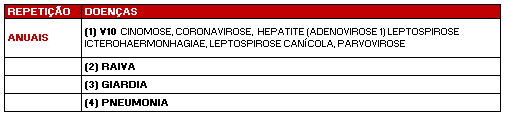 REPETIÇÃO DOENÇAS
ANUAIS (1) V10 CINOMOSE, CORONAVIROSE, HEPATITE (ADENOVIROSE 1) LEPTOSPIROSE
ICTEROHAERMONHAGIAE, LEPTOSPIROSE CANÍCOLA, PARVOVIROSE
(2) RAIVA
(3) GIARDIA
(4) PNEUMONIA